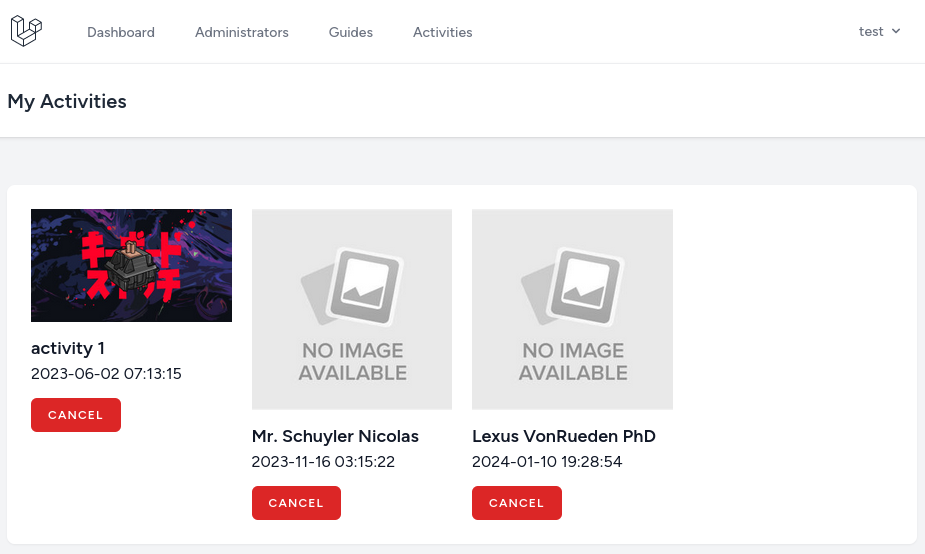 Dashboard
Administrators
Guides
Activities
test
My Activities
キーボード
スイッチ
activity 1
2023-06-02 07:13:15
CANCEL
NO IMAGE
AVAILABLE
Mr. Schuyler Nicolas
2023-11-16 03:15:22
CANCEL
NO IMAGE
AVAILABLE
Lexus VonRueden PhD
2024-01-10 19:28:54
CANCEL